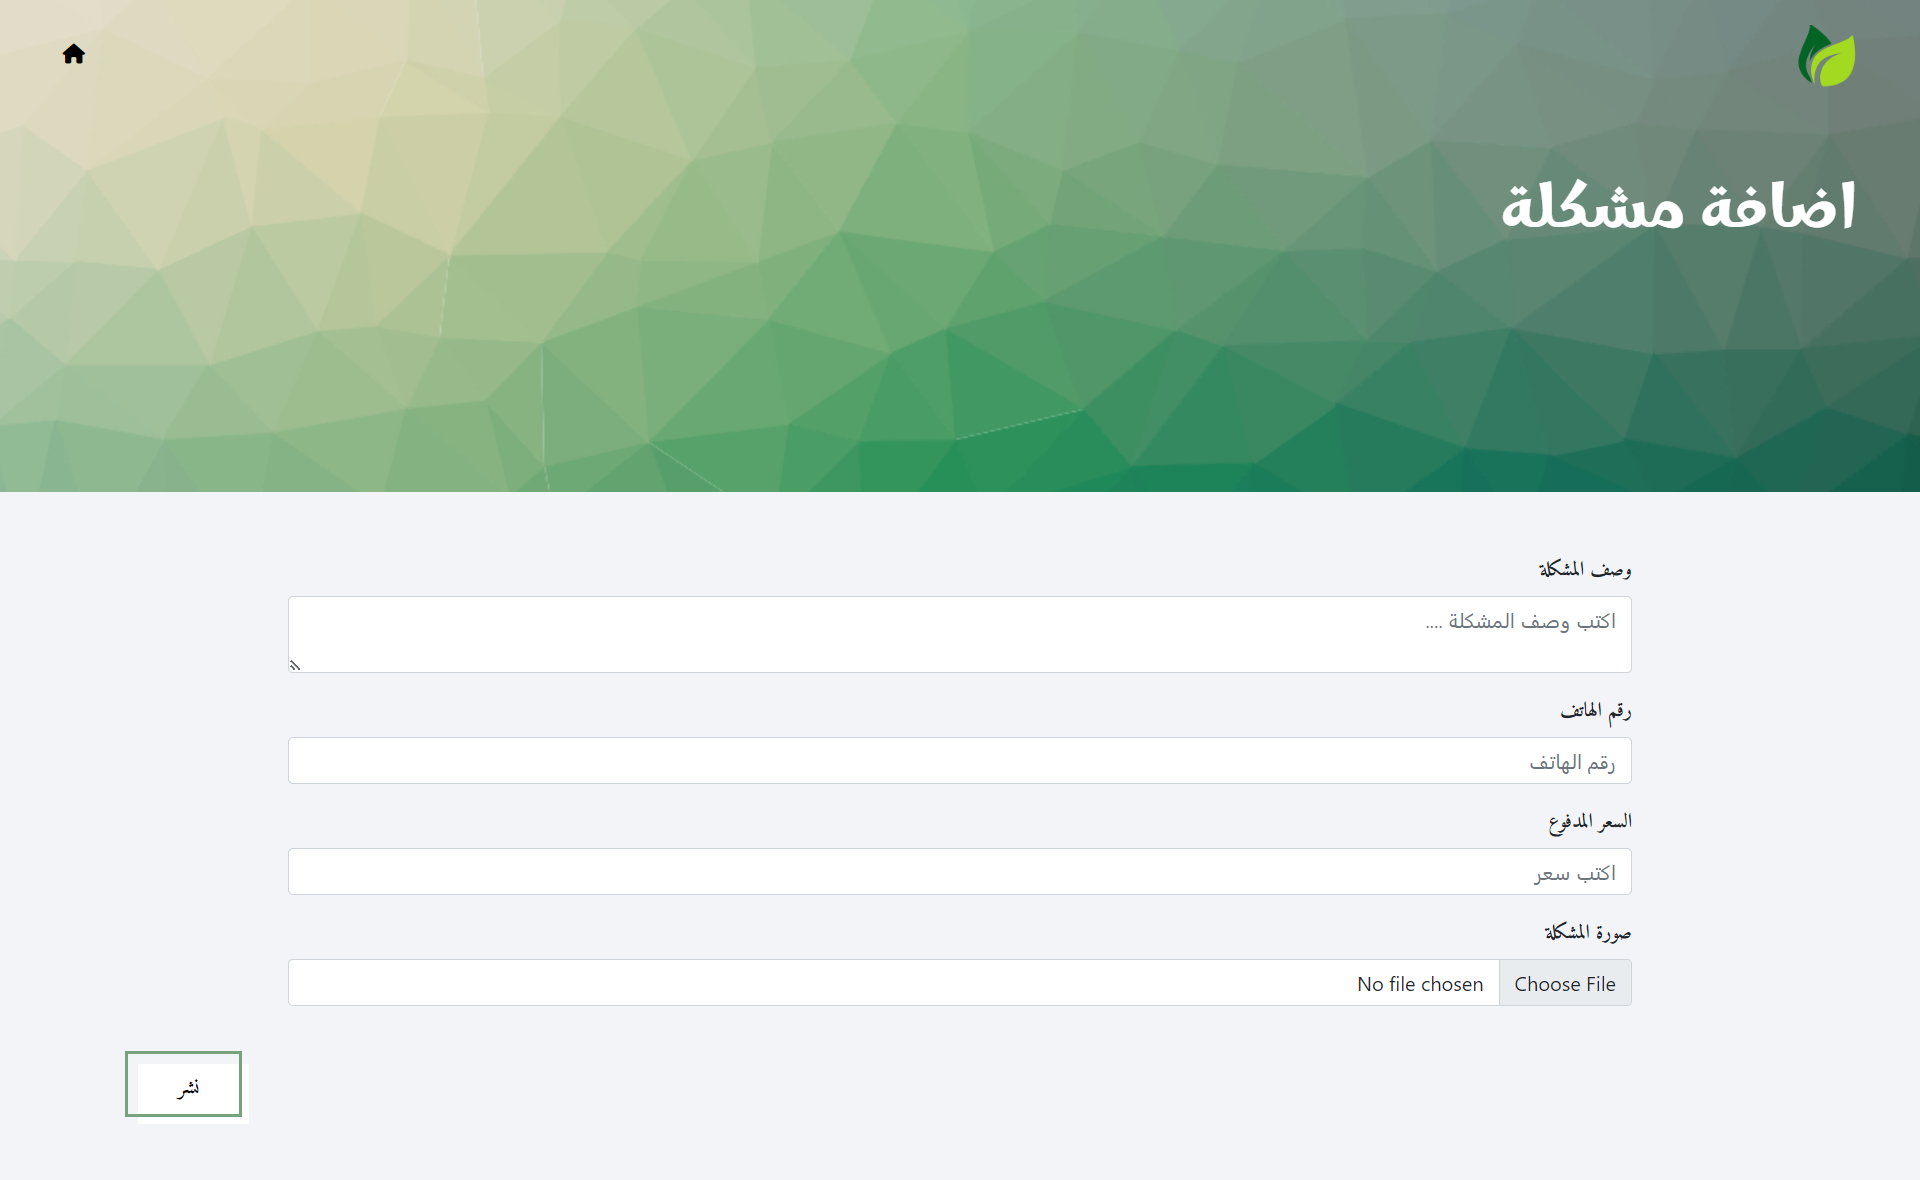 اضافة مشكلة
وصف المشكلة
اكتب وصف المشكلة ....
رقم الهاتف
رقم الهاتف
السعر المدفوع
اكتب سعر
صورة المشكلة
Choose File No file chosen
نشر